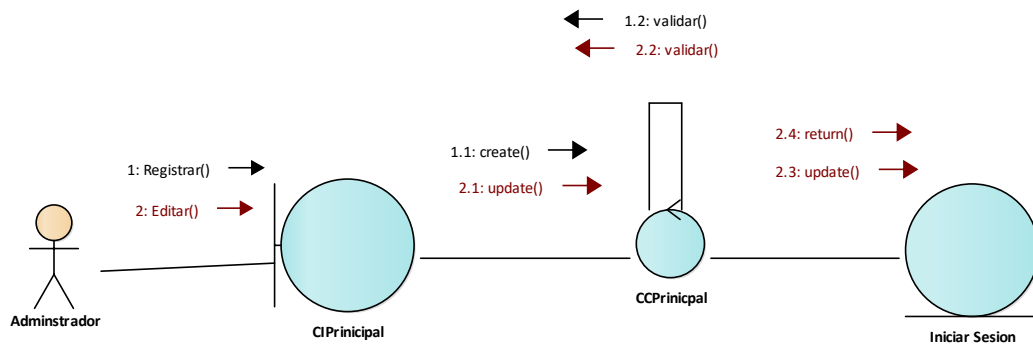 1.2: validar()
2.2: validar()
2.4: return()
1.1: create()
1: Registrar()
2.3: update()
2.1: update()
2: Editar()
CCPrinicpal
Adminstrador
CIPrinicipal
Iniciar Sesion